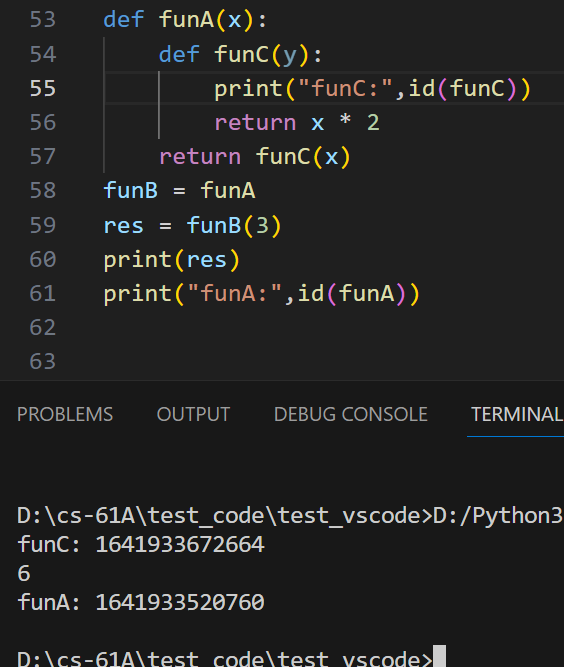 53 def funA(x):
54     def funC(y):
55         print("funC:",id(funC))
56         return x * 2
57     return funC(x)
58 funB = funA
59 res = funB(3)
60 print(res)
61 print("funA:",id(funA))
62
63
PROBLEMS OUTPUT DEBUG CONSOLE TERMINAL
D:\cs-61A\test_code\test_vscode>D:/Python3
funC: 1641933672664
6
funA: 1641933520760
D:\cs-61A\test_code\test_vscode>